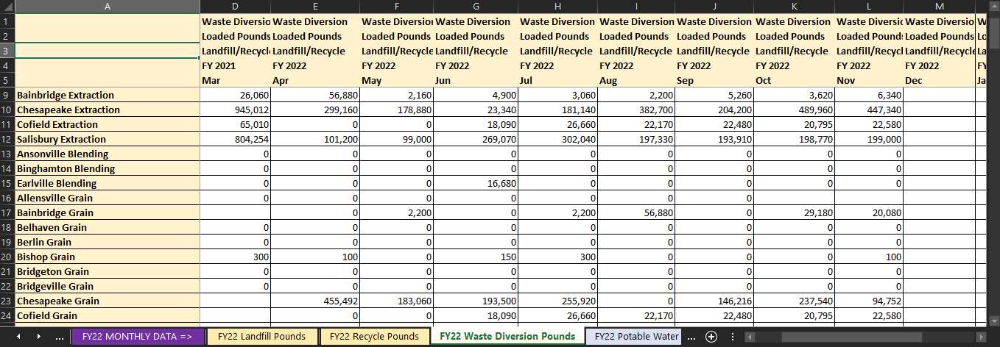 A D E F G H I J K L M
1 Waste Diversio Waste Diversion Waste Diversion Waste Diversion Waste Diversion Waste Diversion Waste Diversion Waste Diversion Waste Diversi Waste Diversion W
2 Loaded Pounds Loaded Pounds Loaded Pounds Loaded Pounds Loaded Pounds Loaded Pounds Loaded Pounds Loaded Pounds Loaded Pounds Loaded Pounds Lo
3 Landfill/Recycl Landfill/Recycle Landfill/Recycle Landfill/Recycle Landfill/Recycle Landfill/Recycle Landfill/Recycle Landfill/Recycle Landfill/Recycl Landfill/Recycle La
4 FY 2021 FY 2022 FY 2022 FY 2022 FY 2022 FY 2022 FY 2022 FY 2022 FY 2022 FY 2022 FY
5 Mar Apr May Jun Jul Aug Sep Oct Nov Dec Ja
9 Bainbridge Extraction 26,060 56,880 2,160 4,900 3,060 2,200 5,260 3,620 6,340
10 Chesapeake Extraction 945,012 299,160 178,880 23,340 181,140 382,700 204,200 489,960 447,340
11 Cofield Extraction 65,010 0 0 18,090 26,660 22,170 22,480 20,795 22,580
12 Salisbury Extraction 804,254 101,200 99,000 269,070 302,040 197,330 193,910 198,770 199,000
13 Ansonville Blending 0 0 0 0 0 0 0 0 0
14 Binghamton Blending 0 0 0 0 0 0 0 0 0
15 Earlville Blending 0 0 0 16,680 0 0 0 0 0
16 Allensville Grain 0 0 0 0 0 0 0
17 Bainbridge Grain 0 2,200 0 2,200 56,880 0 29,180 20,080
18 Belhaven Grain 0 0 0 0 0 0 0 0 0
19 Berlin Grain 0 0 0 0 0 0 0 0 0
20 Bishop Grain 300 100 0 150 300 0 0 0 100
21 Bridgeton Grain 0 0 0 0 0 0 0 0 0
22 Bridgeville Grain 0 0 0 0 0 0 0 0 0
23 Chesapeake Grain 455,492 183,060 193,500 255,920 0 146,216 237,540 94,752
24 Cofield Grain 0 0 18,090 26,660 22,170 22,480 20,795 22,580
... FY22 MONTHLY DATA => FY22 Landfill Pounds FY22 Recycle Pounds FY22 Waste Diversion Pounds FY22 Potable Water ...